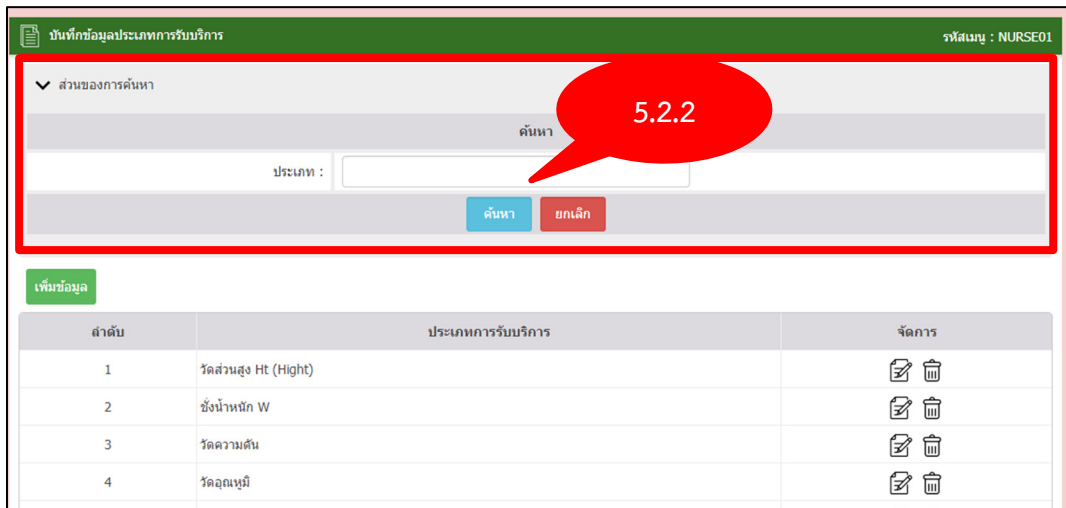 บันทึกข้อมูลประเภทการรับบริการ รหัสเมนู : NURSE01
ส่วนของการค้นหา
5.2.2
ค้นหา
ประเภท :
ค้นหา ยกเลิก
เพิ่มข้อมูล
ลำดับ ประเภทการรับบริการ จัดการ
1 วัดส่วนสูง Ht (Hight)
2 ชั่งน้ำหนัก W
3 วัดความดัน
4 วัดอุณหูมิ